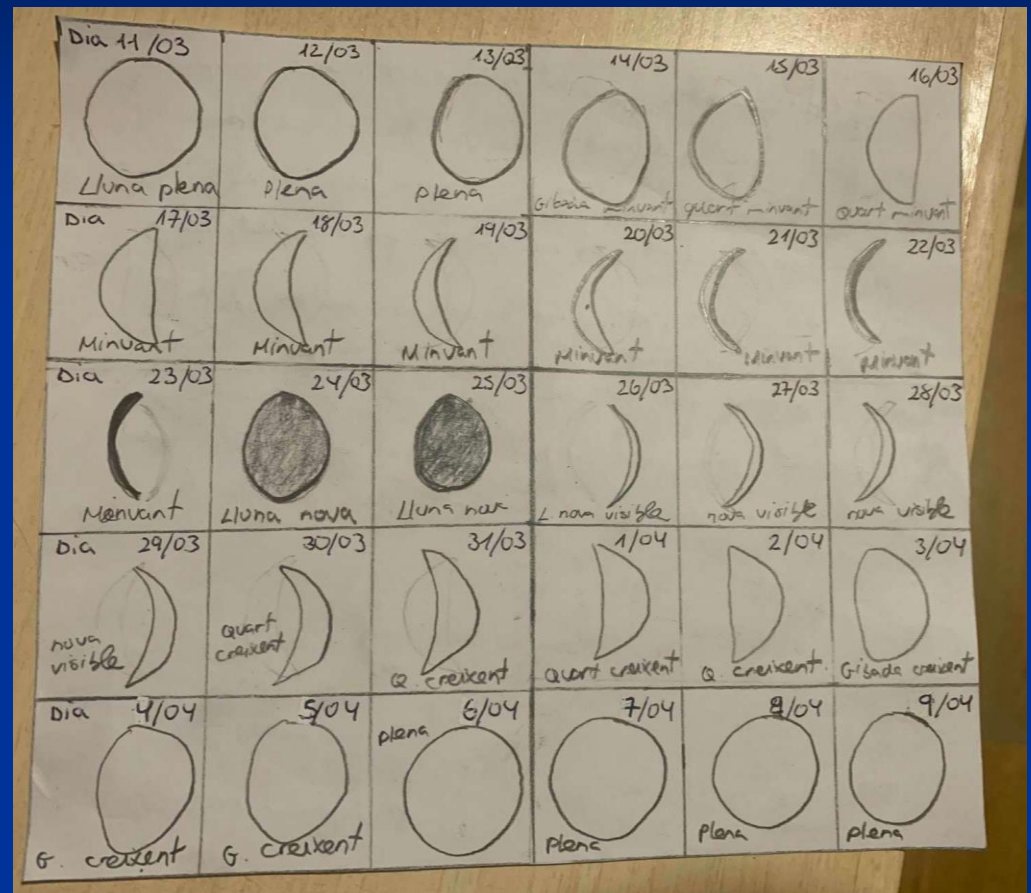 Dia 11/03
Lluna plena
12/03
Plena
13/03
Plena
14/03
Gibada minvant
15/03
quart minvant
16/03
Quart minvant
Dia 17/03
Minvant
18/03
Minvant
19/03
Minvant
20/03
Minvant
21/03
Minvant
22/03
Minvant
Dia 23/03
24/03
Lluna nova
25/03
Lluna nova
26/03
L nova visible
27/03
nova visible
28/03
nova visible
Dia 29/03
nova
visible
30/03
Quart
creixent
31/03
Q. creixent
1/04
Quart creixent
2/04
Q. creixent.
3/04
Gibada creixent
Dia 4/04
G. creixent
5/04
G. creixent
6/04
plena
7/04
Plena
8/04
Plena
9/04
Plena